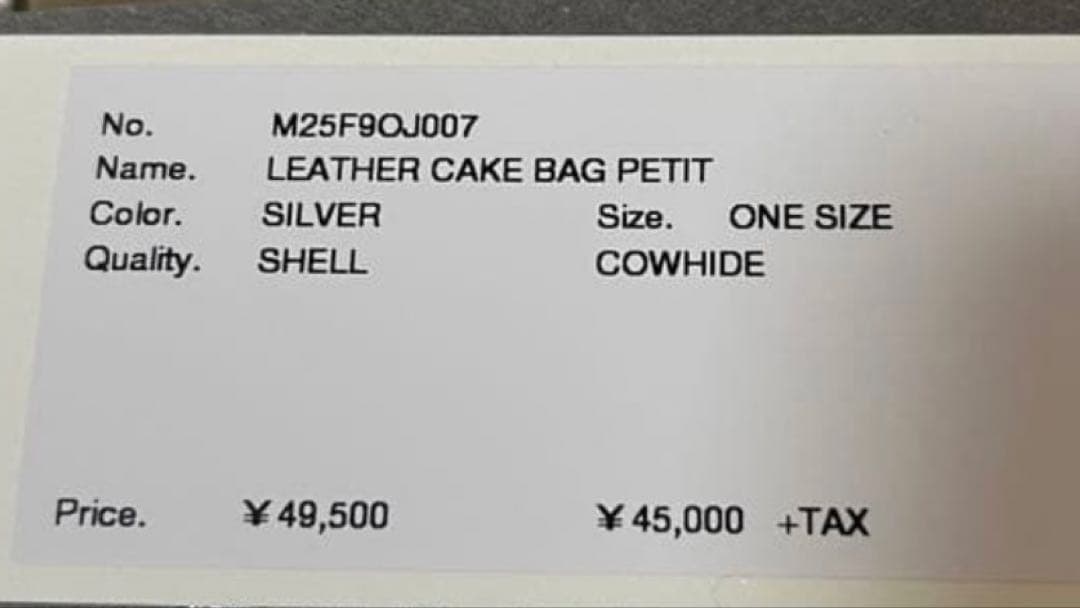 No. M25F9OJ007
Name. LEATHER CAKE BAG PETIT
Color. SILVER Size. ONE SIZE
Quality. SHELL COWHIDE
Price. ¥49,500 ¥45,000 +TAX